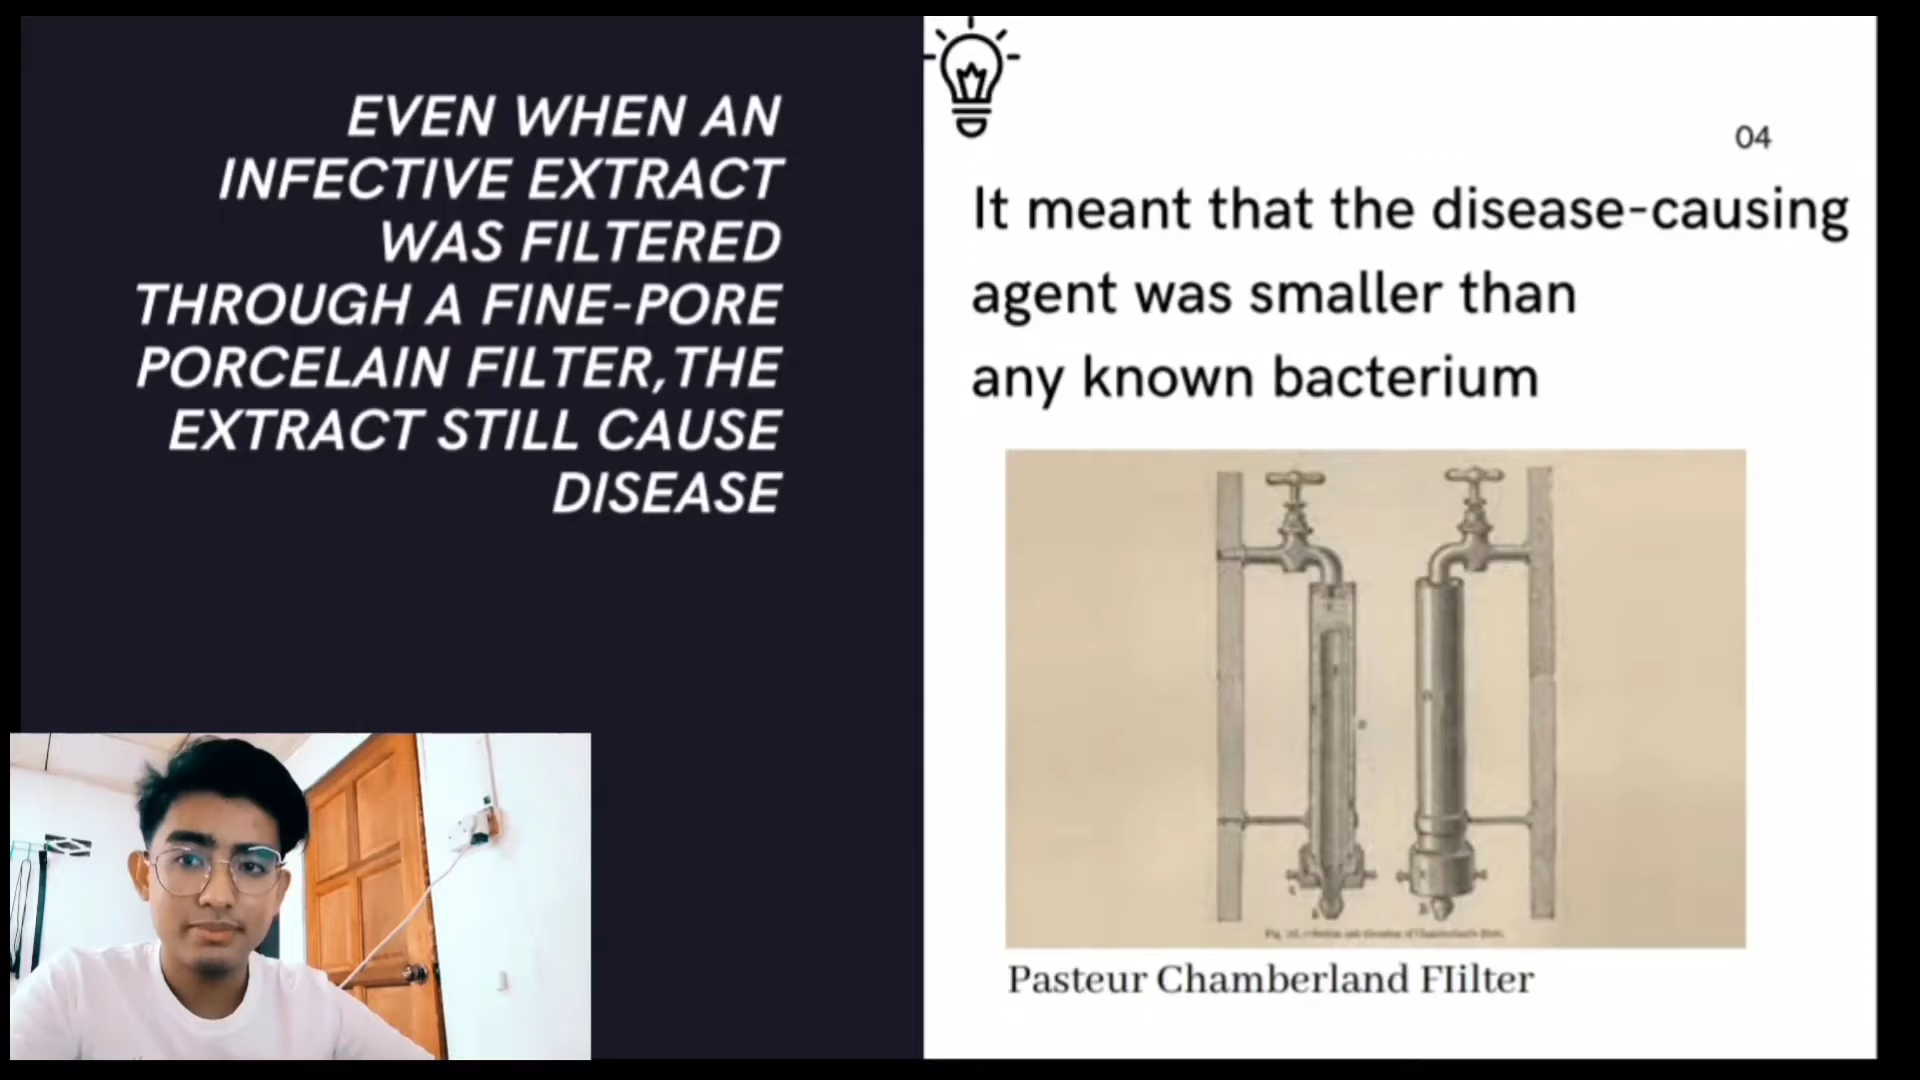 EVEN WHEN AN
INFECTIVE EXTRACT
WAS FILTERED
THROUGH A FINE-PORE
PORCELAIN FILTER,THE
EXTRACT STILL CAUSE
DISEASE
04
It meant that the disease-causing
agent was smaller than
any known bacterium
Pasteur Chamberland FIilter